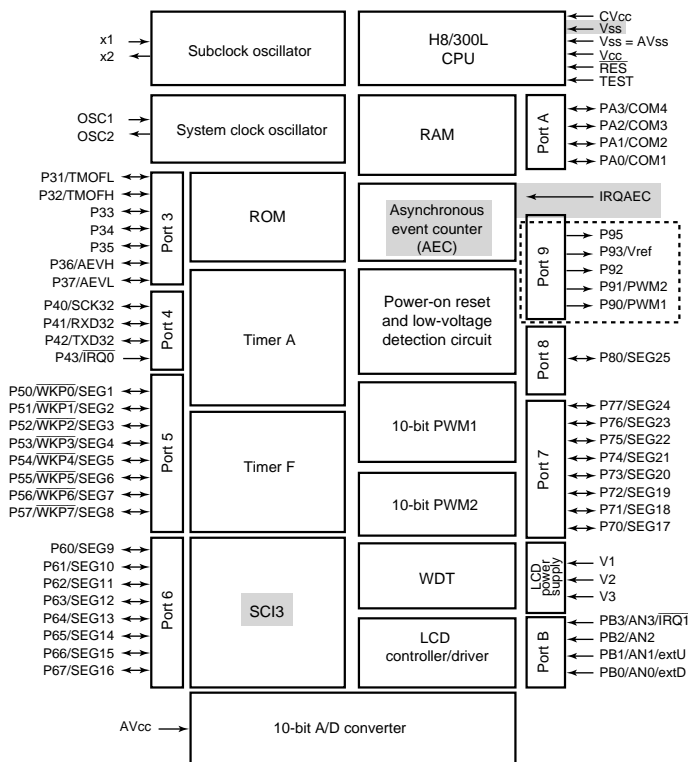 x1
x2
Subclock oscillator
H8/300L
CPU
CVcc
Vss
Vss = AVss
Vcc
RES
TEST
OSC1
OSC2
System clock oscillator
RAM
Port A
PA3/COM4
PA2/COM3
PA1/COM2
PA0/COM1
P31/TMOFL
P32/TMOFH
P33
P34
P35
P36/AEVH
P37/AEVL
Port 3
ROM
Asynchronous
event counter
(AEC)
IRQAEC
Port 9
P95
P93/Vref
P92
P91/PWM2
P90/PWM1
P40/SCK32
P41/RXD32
P42/TXD32
P43/IRQ0
Port 4
Timer A
Power-on reset
and low-voltage
detection circuit
Port 8
P80/SEG25
P50/WKP0/SEG1
P51/WKP1/SEG2
P52/WKP2/SEG3
P53/WKP3/SEG4
P54/WKP4/SEG5
P55/WKP5/SEG6
P56/WKP6/SEG7
P57/WKP7/SEG8
Port 5
Timer F
10-bit PWM1
10-bit PWM2
Port 7
P77/SEG24
P76/SEG23
P75/SEG22
P74/SEG21
P73/SEG20
P72/SEG19
P71/SEG18
P70/SEG17
P60/SEG9
P61/SEG10
P62/SEG11
P63/SEG12
P64/SEG13
P65/SEG14
P66/SEG15
P67/SEG16
Port 6
SCI3
WDT
LCD
power
supply
V1
V2
V3
LCD
controller/driver
Port B
PB3/AN3/IRQ1
PB2/AN2
PB1/AN1/extU
PB0/AN0/extD
AVcc
10-bit A/D converter